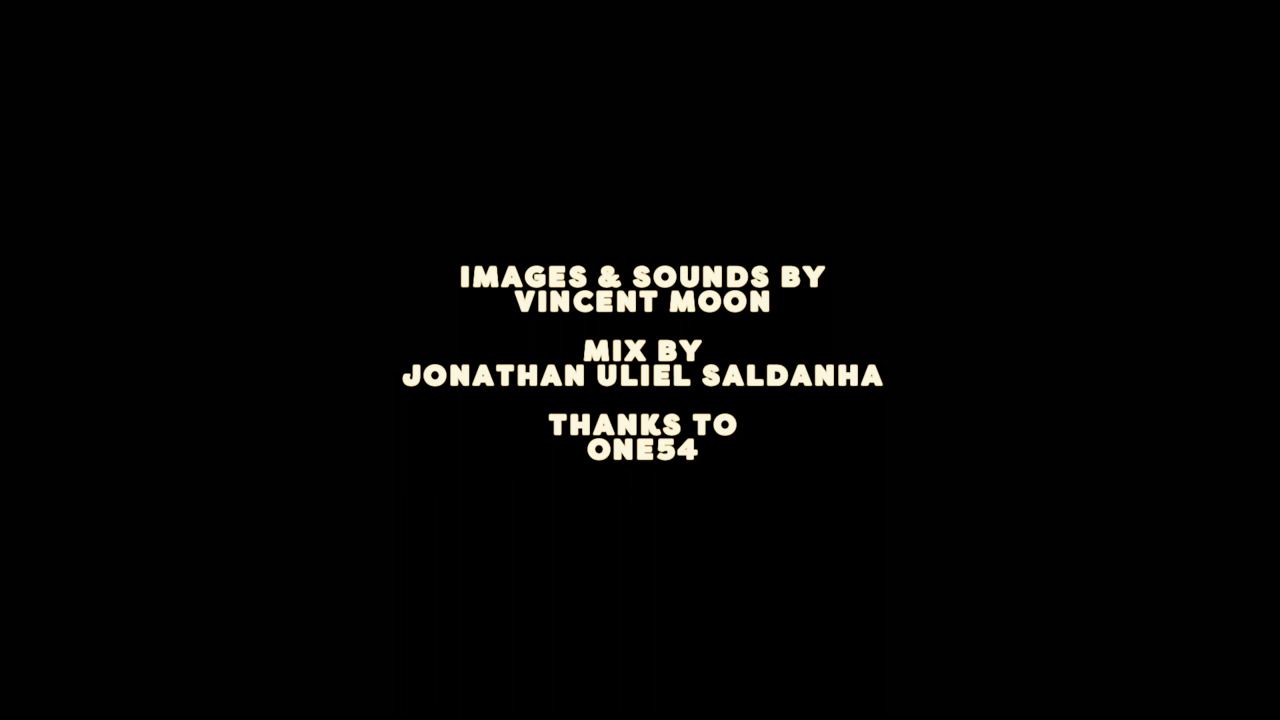 IMAGES & SOUNDS BY
VINCENT MOON
MIX BY
JONATHAN ULIEL SALDANHA
THANKS TO
ONE54